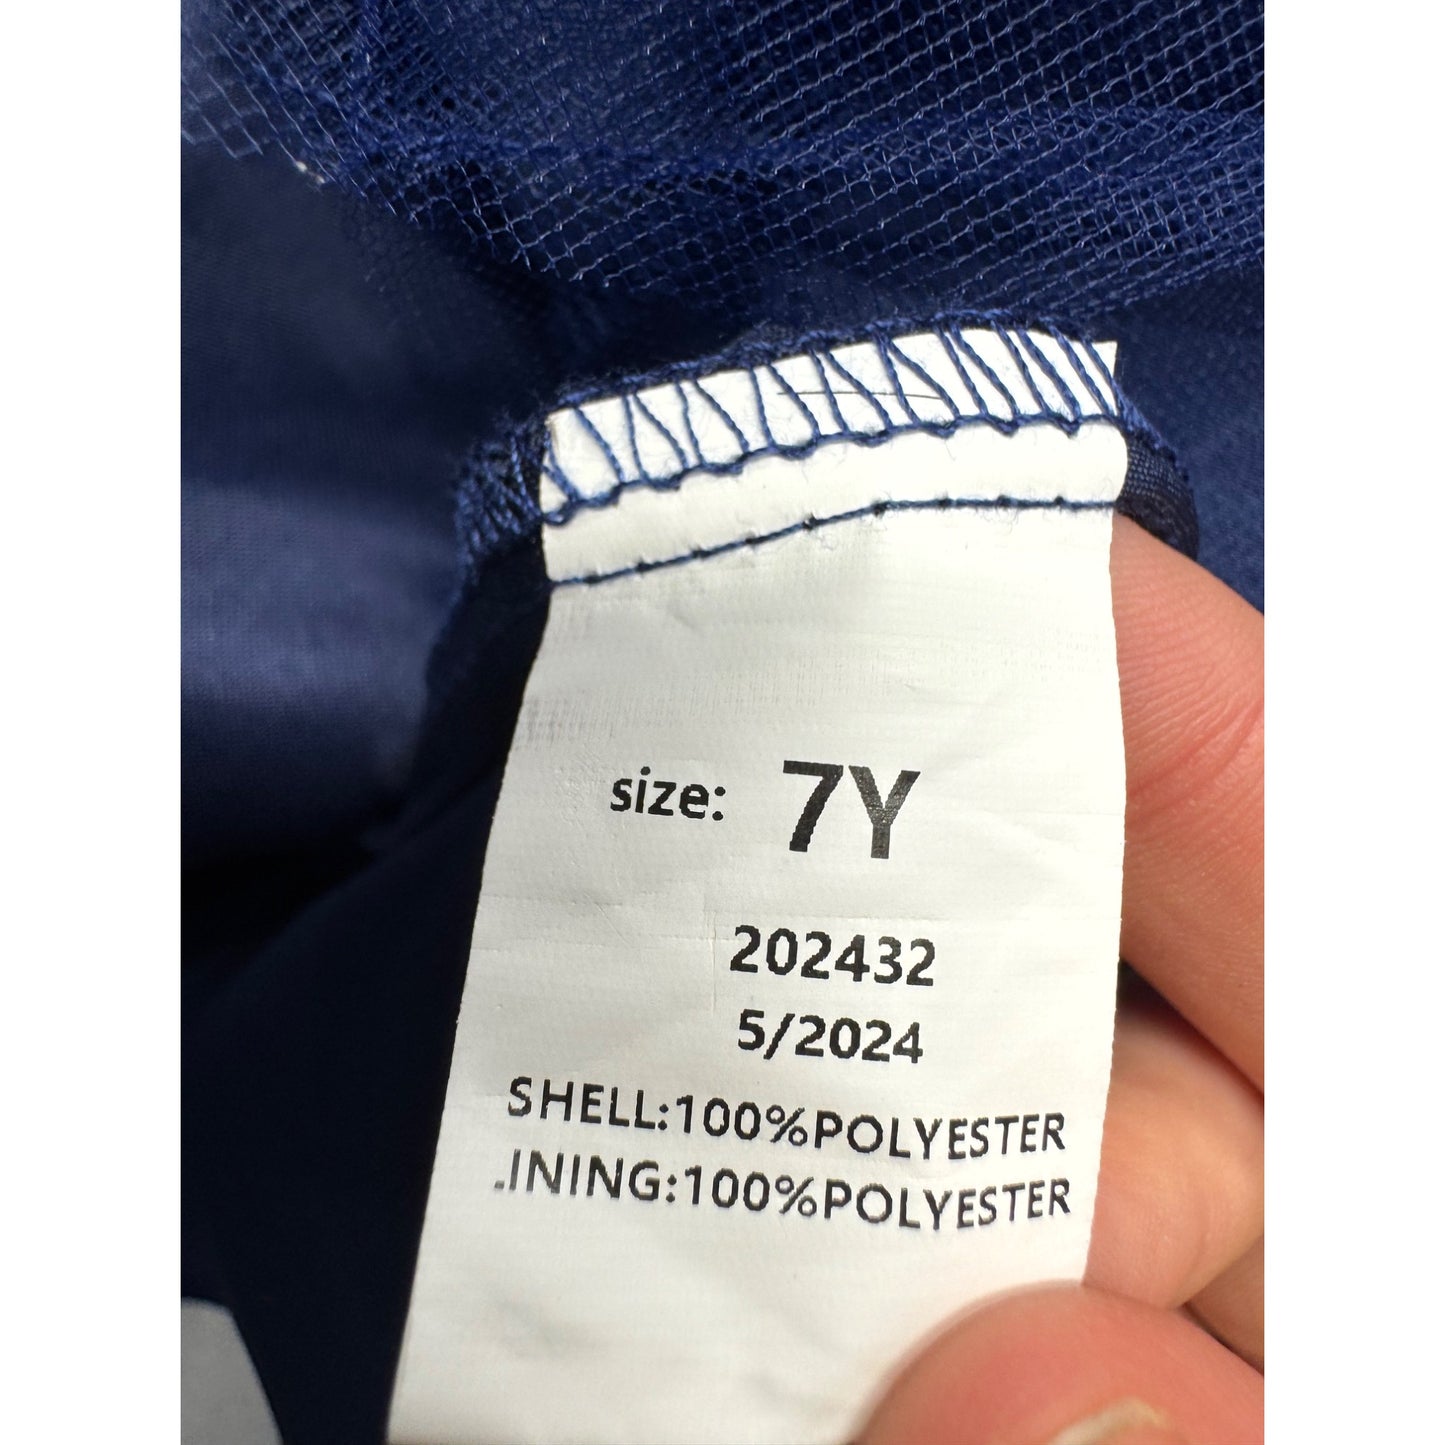 size: 7Y
202432
5/2024
SHELL:100%POLYESTER
.INING:100%POLYESTER